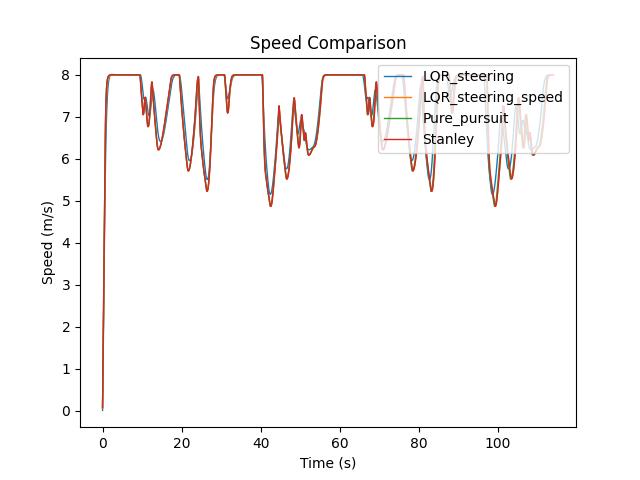 Speed Comparison
LQR_steering
LQR_steering_speed
Pure_pursuit
Stanley
8
7
6
5
4
3
2
1
0
Speed (m/s)
0 20 40 60 80 100
Time (s)